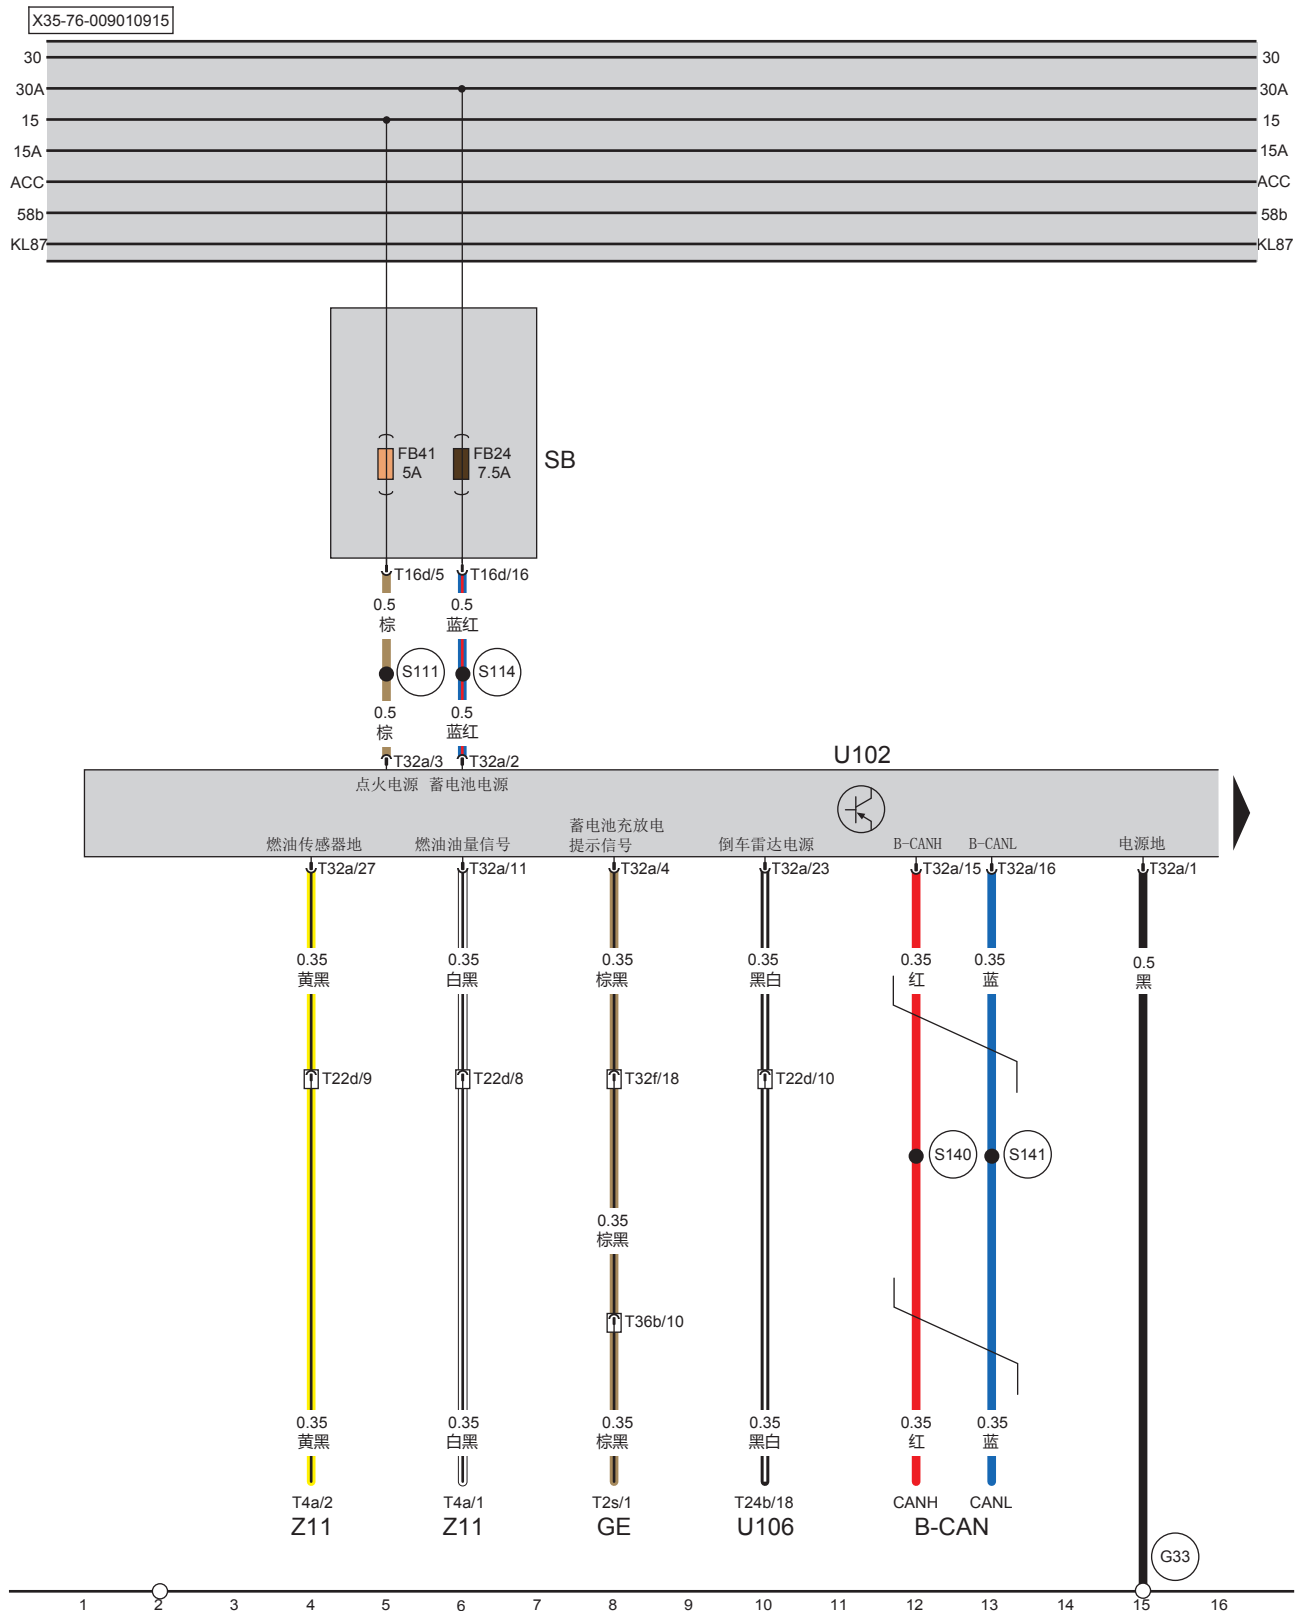 X35-76-009010915
30 30
30A 30A
15 15
15A 15A
ACC ACC
58b 58b
KL87 KL87
FB41 FB24
5A 7.5A
SB
T16d/5 T16d/16
0.5 0.5
棕 蓝红
S111 S114
0.5 0.5
棕 蓝红
T32a/3 T32a/2
U102
点火电源 蓄电池电源
蓄电池充放电
燃油传感器地 燃油油量信号 提示信号 倒车雷达电源 B-CANH B-CANL 电源地
T32a/27 T32a/11 T32a/4 T32a/23 T32a/15 T32a/16 T32a/1
0.35 0.35 0.35 0.35 0.35 0.35 0.5
黄黑 白黑 棕黑 黑白 红 蓝 黑
T22d/9 T22d/8 T32f/18 T22d/10
S140 S141
0.35
棕黑
T36b/10
0.35 0.35 0.35 0.35 0.35 0.35
黄黑 白黑 棕黑 黑白 红 蓝
T4a/2 T4a/1 T2s/1 T24b/18 CANH CANL
Z11 Z11 GE U106 B-CAN
G33
1 2 3 4 5 6 7 8 9 10 11 12 13 14 15 16